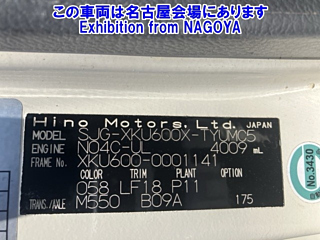 この車両は名古屋会場にあります
Exhibition from NAGOYA
Hino Motors, Ltd. JAPAN
MODEL SJG-XKU600X-TYUMC5
ENGINE N04C-UL 4009 mL
FRAME No. XKU600-0001141
COLOR TRIM PLANT OPTION
058 LF18 P11
TRANS./AXLE M550 B09A 175
No.3430